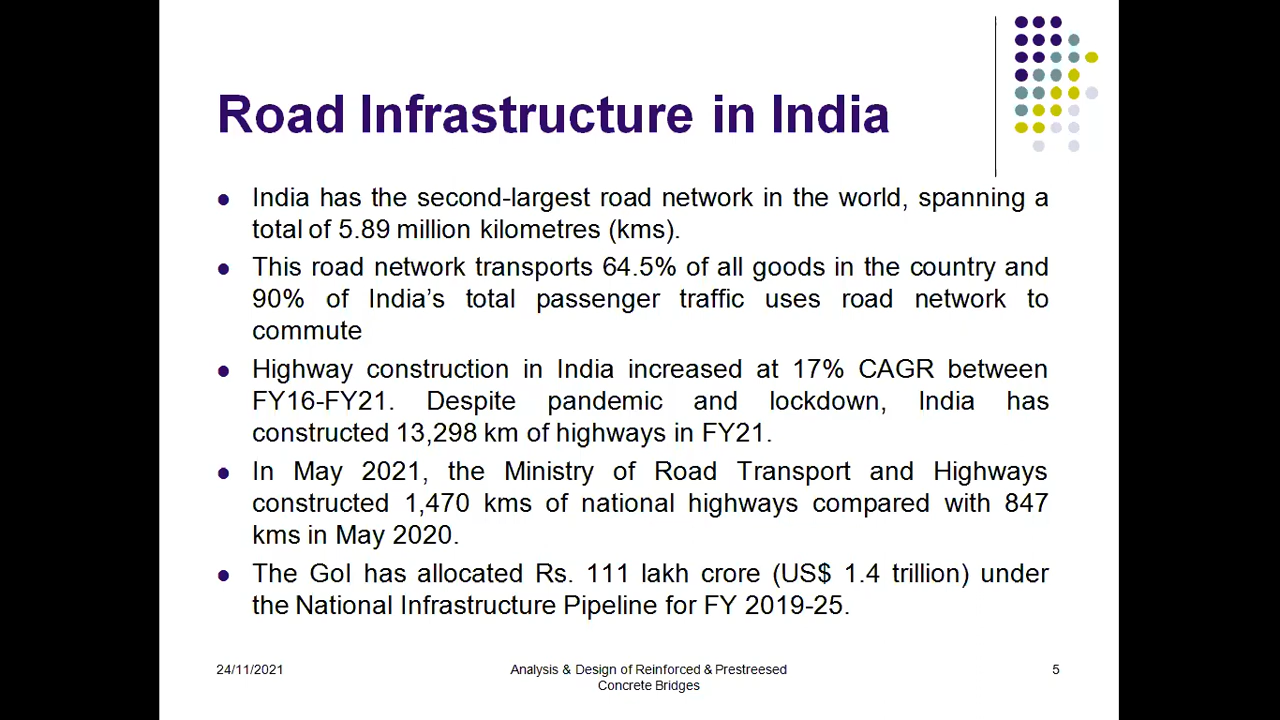 Road Infrastructure in India
India has the second-largest road network in the world, spanning a
total of 5.89 million kilometres (kms).
This road network transports 64.5% of all goods in the country and
90% of India's total passenger traffic uses road network to
commute
Highway construction in India increased at 17% CAGR between
FY16-FY21. Despite pandemic and lockdown, India has
constructed 13,298 km of highways in FY21.
In May 2021, the Ministry of Road Transport and Highways
constructed 1,470 kms of national highways compared with 847
kms in May 2020.
The GoI has allocated Rs. 111 lakh crore (US$ 1.4 trillion) under
the National Infrastructure Pipeline for FY 2019-25.
24/11/2021
Analysis & Design of Reinforced & Prestreesed
Concrete Bridges
5